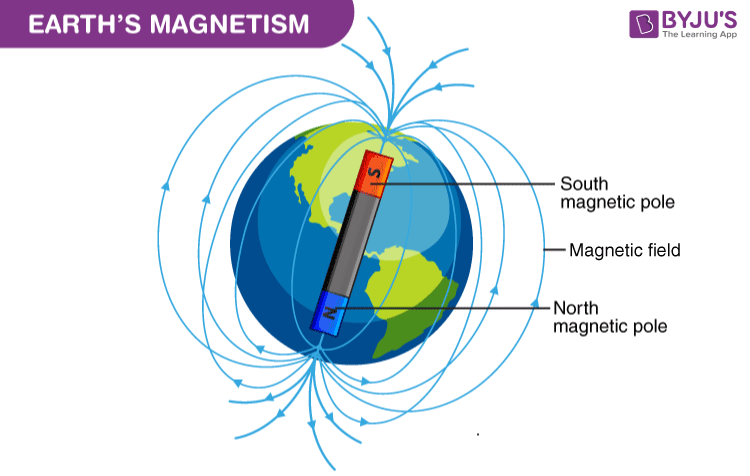 EARTH'S MAGNETISM
BYJU'S
The Learning App
S
South
magnetic pole
Magnetic field
N
North
magnetic pole